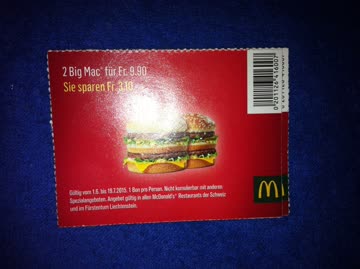 2 Big Mac® für Fr. 9.90
Sie sparen Fr. 3.10
Gültig vom 1.6. bis 19.7.2015. 1 Bon pro Person. Nicht kumulierbar mit anderen
Spezialangeboten. Angebot gültig in allen McDonald's® Restaurants der Schweiz
und im Fürstentum Liechtenstein.